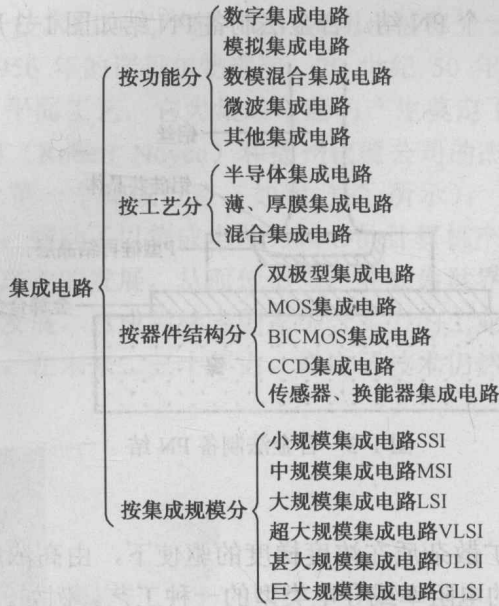 集成电路
按功能分
数字集成电路
模拟集成电路
数模混合集成电路
微波集成电路
其他集成电路
按工艺分
半导体集成电路
薄、厚膜集成电路
混合集成电路
按器件结构分
双极型集成电路
MOS集成电路
BICMOS集成电路
CCD集成电路
传感器、换能器集成电路
按集成规模分
小规模集成电路SSI
中规模集成电路MSI
大规模集成电路LSI
超大规模集成电路VLSI
甚大规模集成电路ULSI
巨大规模集成电路GLSI